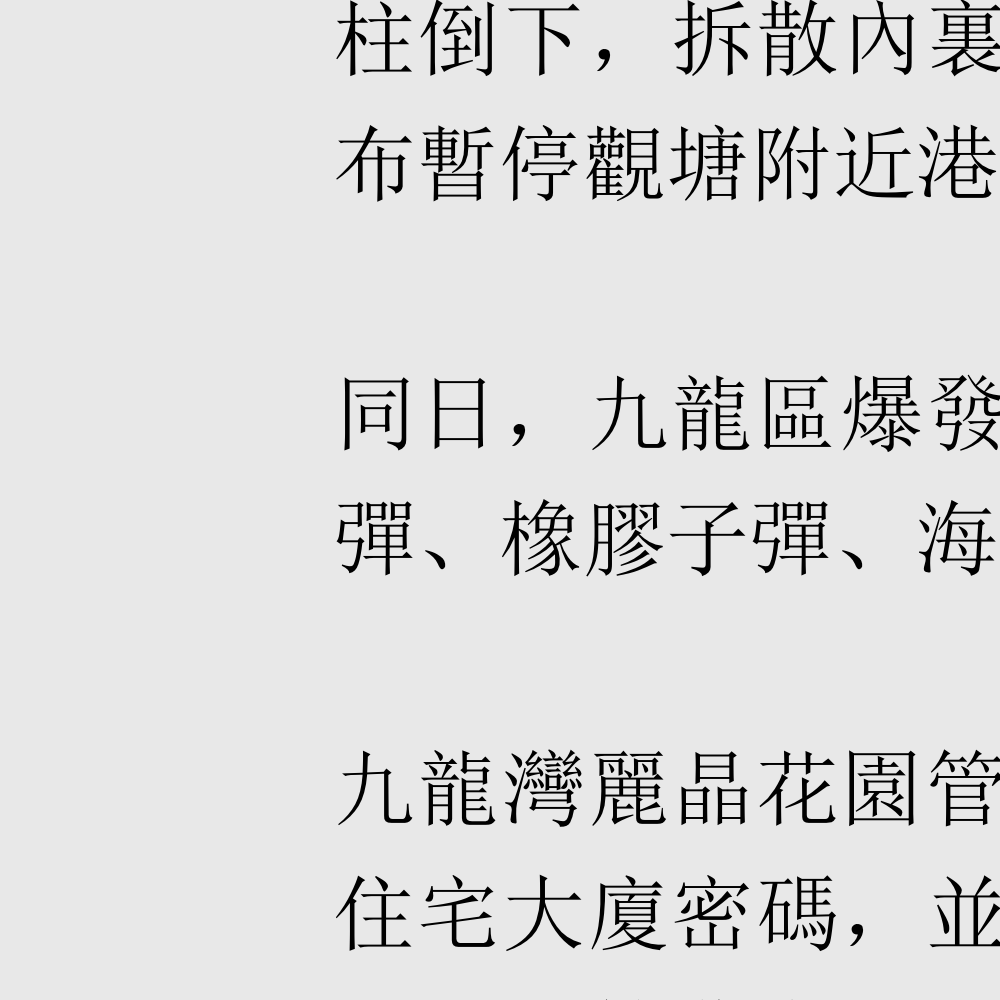 柱倒下，拆散內裏
布暫停觀塘附近港
同日，九龍區爆發
彈、橡膠子彈、海
九龍灣麗晶花園管
住宅大廈密碼，並